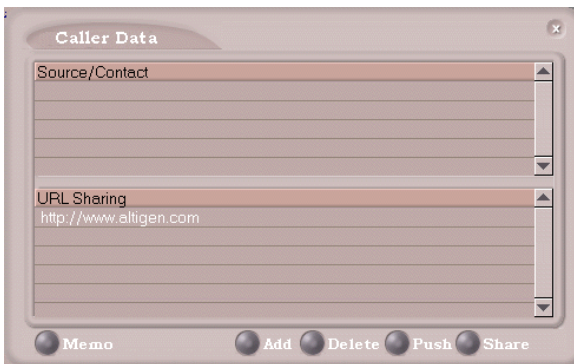 Caller Data
x
Source/Contact
URL Sharing
http://www.altigen.com
Memo Add Delete Push Share